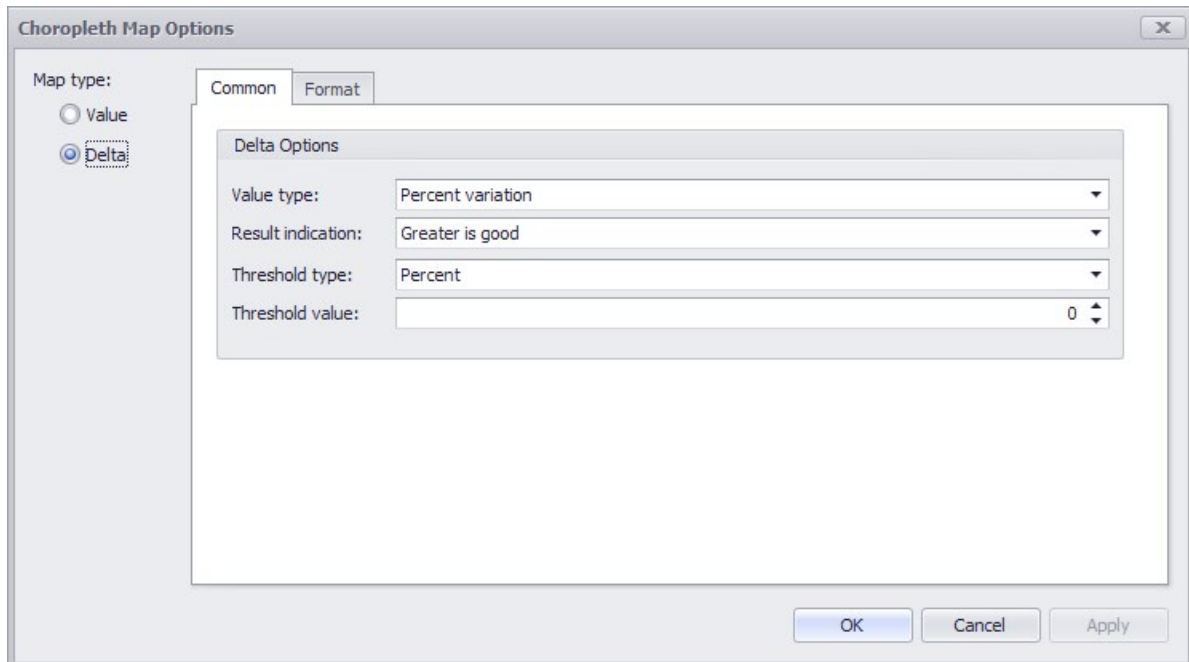 Choropleth Map Options
Map type:
Value
Delta
Common Format
Delta Options
Value type: Percent variation
Result indication: Greater is good
Threshold type: Percent
Threshold value: 0
OK Cancel Apply